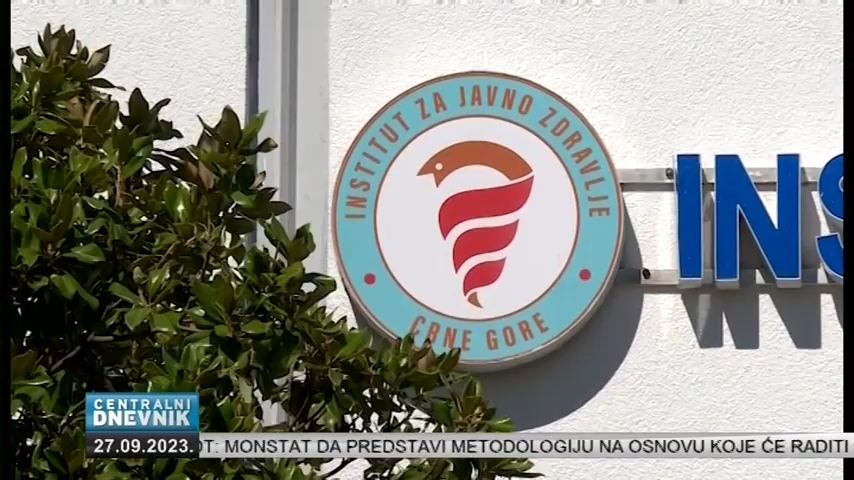 INSTITUT ZA JAVNO ZDRAVLJE
CRNE GORE
CENTRALNI
DNEVNIK
27.09.2023.
MONSTAT DA PREDSTAVI METODOLOGIJU NA OSNOVU KOJE ĆE RADITI